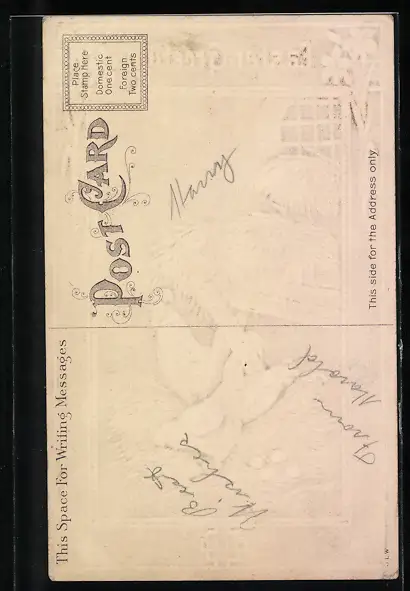 This Space For Writing Messages
POST CARD
Place Stamp Here
Domestic
One cent
Foreign
Two cents
Best
Wishes
From
Harold
Harry
This side for the Address only